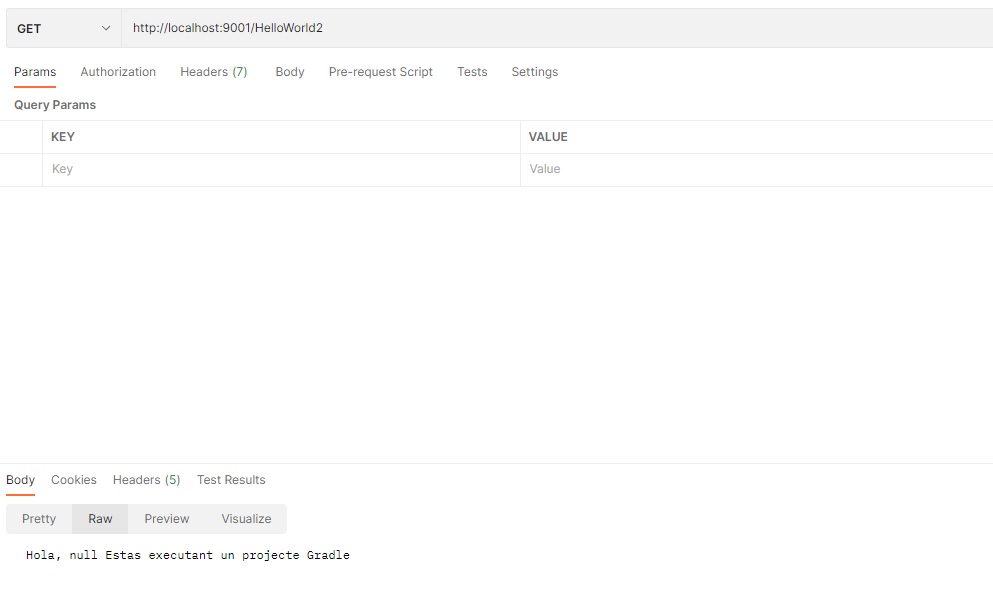 GET http://localhost:9001/HelloWorld2
Params Authorization Headers (7) Body Pre-request Script Tests Settings
Query Params
KEY VALUE
Key Value
Body Cookies Headers (5) Test Results
Pretty Raw Preview Visualize
Hola, null Estas executant un projecte Gradle